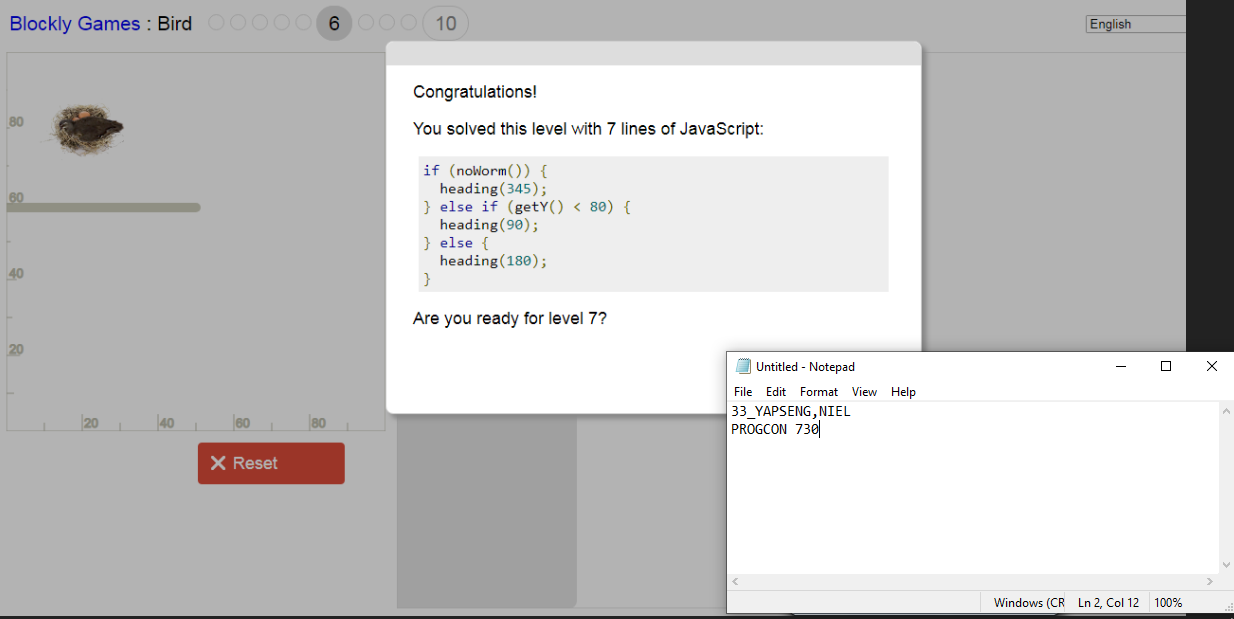 Blockly Games : Bird
6
10
English
80
60
40
20
20
40
60
80
Reset
Congratulations!
You solved this level with 7 lines of JavaScript:
if (noWorm()) {
  heading(345);
} else if (getY() < 80) {
  heading(90);
} else {
  heading(180);
}
Are you ready for level 7?
Untitled - Notepad
File Edit Format View Help
33_YAPSENG,NIEL
PROGCON 730
Windows (CR Ln 2, Col 12 100%